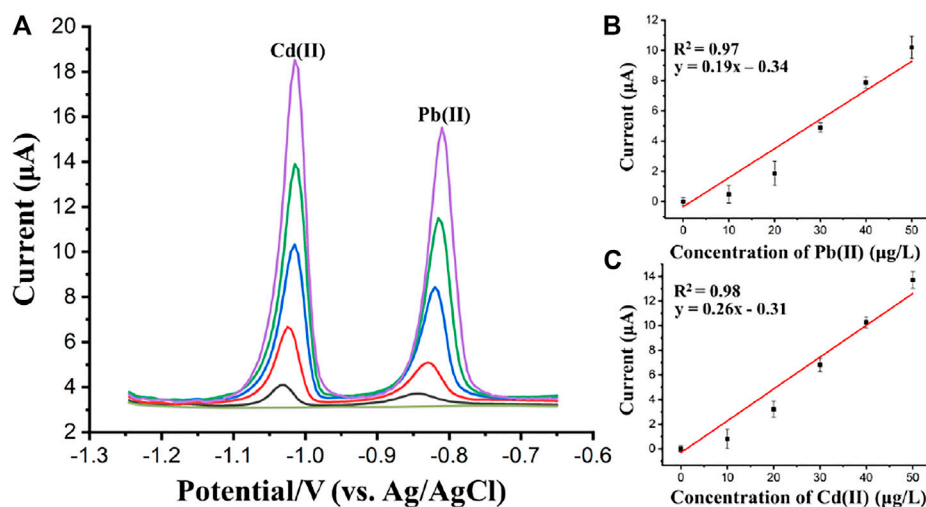 A
20
18
16
14
12
10
8
6
4
2
Current (µA)
Cd(II)
Pb(II)
-1.3 -1.2 -1.1 -1.0 -0.9 -0.8 -0.7 -0.6
Potential/V (vs. Ag/AgCl)
B
12
10
8
6
4
2
0
Current (µA)
R² = 0.97
y = 0.19x – 0.34
0 10 20 30 40 50
Concentration of Pb(II) (µg/L)
C
14
12
10
8
6
4
2
0
Current (µA)
R² = 0.98
y = 0.26x - 0.31
0 10 20 30 40 50
Concentration of Cd(II) (µg/L)